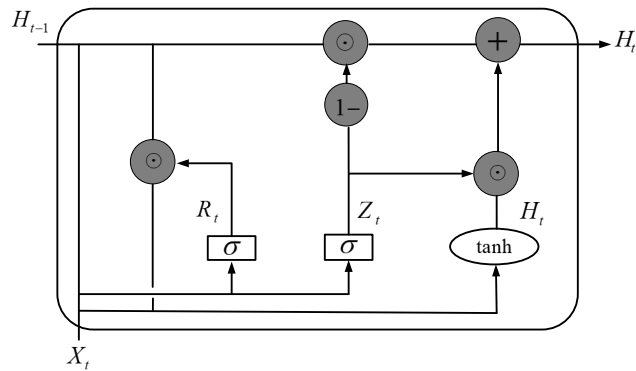 H_{t-1}
⊙
+
H_t
1−
⊙
⊙
R_t
Z_t
H_t
σ
σ
tanh
X_t